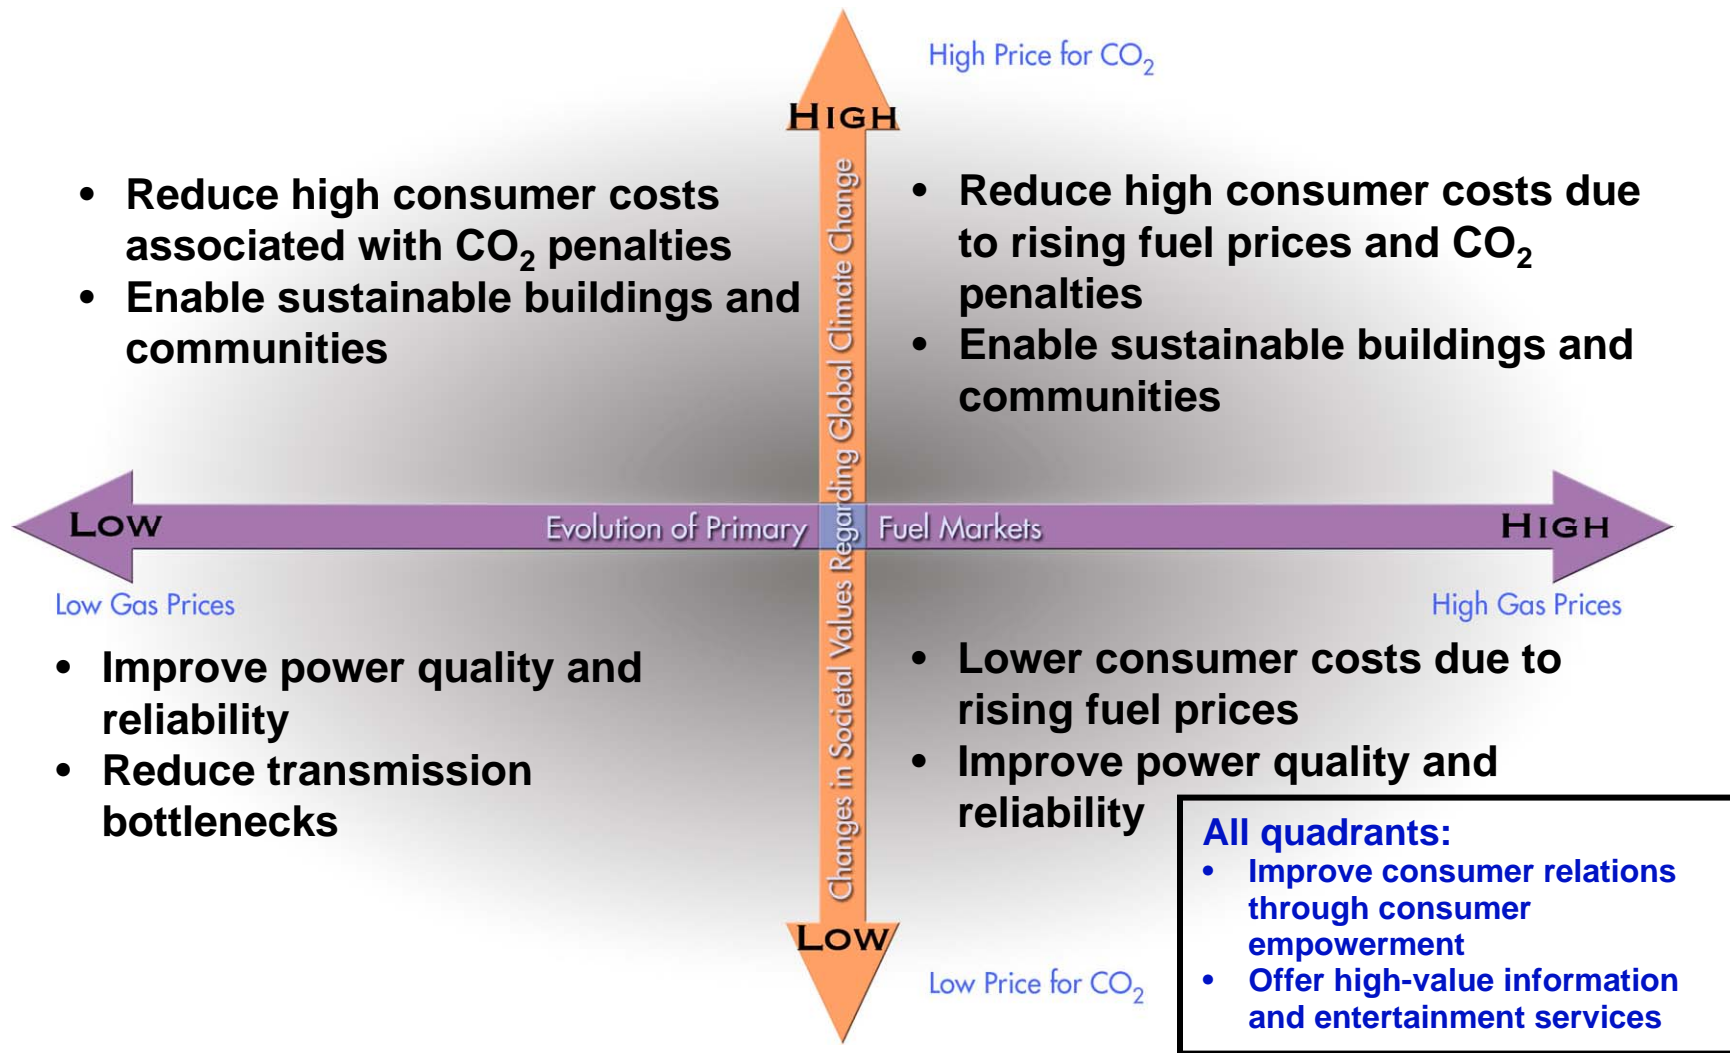 High Price for CO₂
HIGH
• Reduce high consumer costs
associated with CO₂ penalties
• Enable sustainable buildings and
communities
• Reduce high consumer costs due
to rising fuel prices and CO₂
penalties
• Enable sustainable buildings and
communities
Changes in Societal Values Regarding Global Climate Change
LOW
Evolution of Primary Fuel Markets
HIGH
Low Gas Prices
High Gas Prices
• Improve power quality and
reliability
• Reduce transmission
bottlenecks
• Lower consumer costs due to
rising fuel prices
• Improve power quality and
reliability
LOW
Low Price for CO₂
All quadrants:
• Improve consumer relations
through consumer
empowerment
• Offer high-value information
and entertainment services